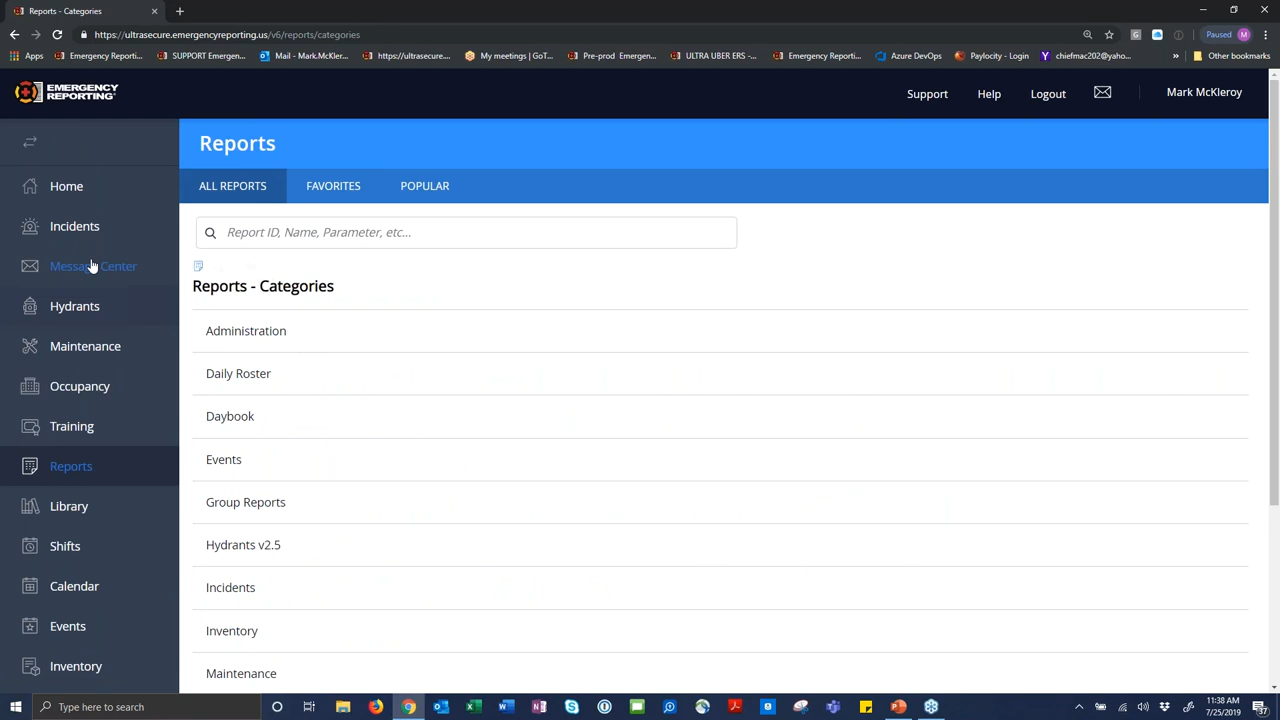 Reports - Categories
https://ultrasecure.emergencyreporting.us/v6/reports/categories
Paused
M
Apps
Emergency Reporti...
SUPPORT Emergen...
Mail - Mark.McKler...
https://ultrasecure....
My meetings | GoT...
Pre-prod Emergen...
ULTRA UBER ERS -...
Emergency Reporti...
Azure DevOps
Paylocity - Login
chiefmac22@yaho...
»
Other bookmarks
EMERGENCY
REPORTING
Support
Help
Logout
Mark McKleroy
Home
Incidents
Message Center
Hydrants
Maintenance
Occupancy
Training
Reports
Library
Shifts
Calendar
Events
Inventory
Reports
ALL REPORTS
FAVORITES
POPULAR
Report ID, Name, Parameter, etc...
Reports - Categories
Administration
Daily Roster
Daybook
Events
Group Reports
Hydrants v2.5
Incidents
Inventory
Maintenance
Type here to search
11:38 AM
7/25/2019